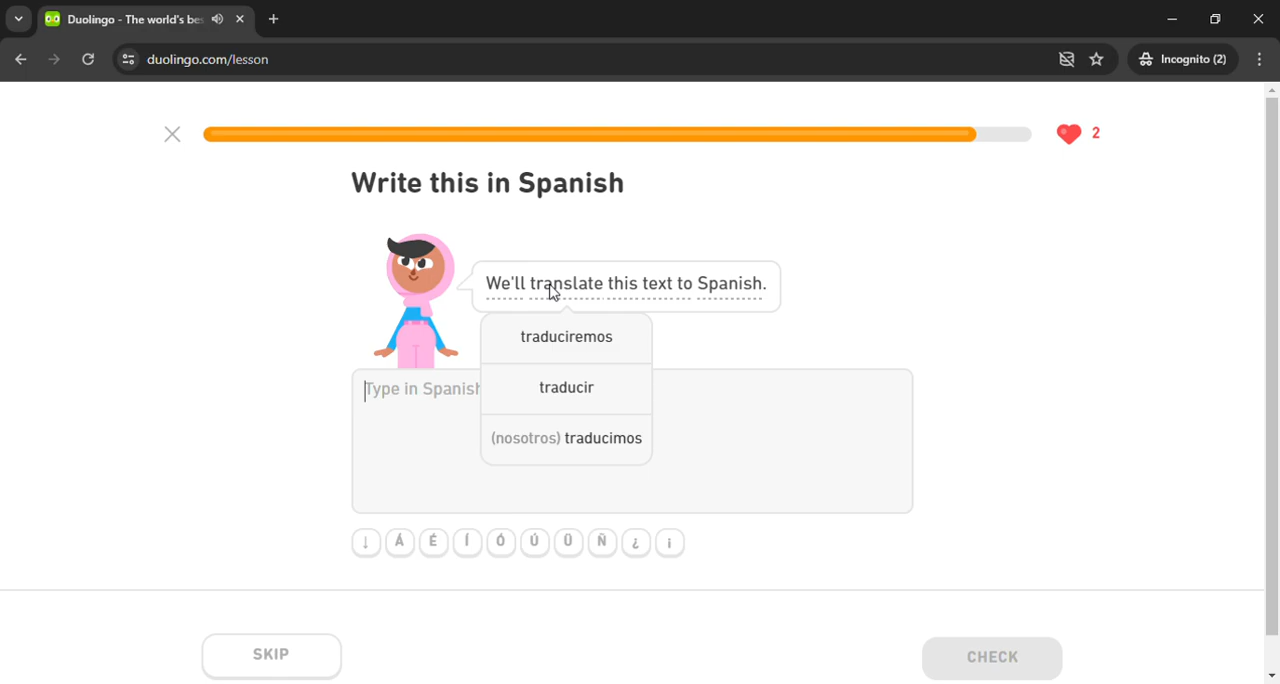 Duolingo - The world's bes
duolingo.com/lesson
Incognito (2)
2
Write this in Spanish
We'll translate this text to Spanish.
traduciremos
Type in Spanish
traducir
(nosotros) traducimos
↓ Á É Í Ó Ú Ü Ñ ¿ ¡
SKIP
CHECK